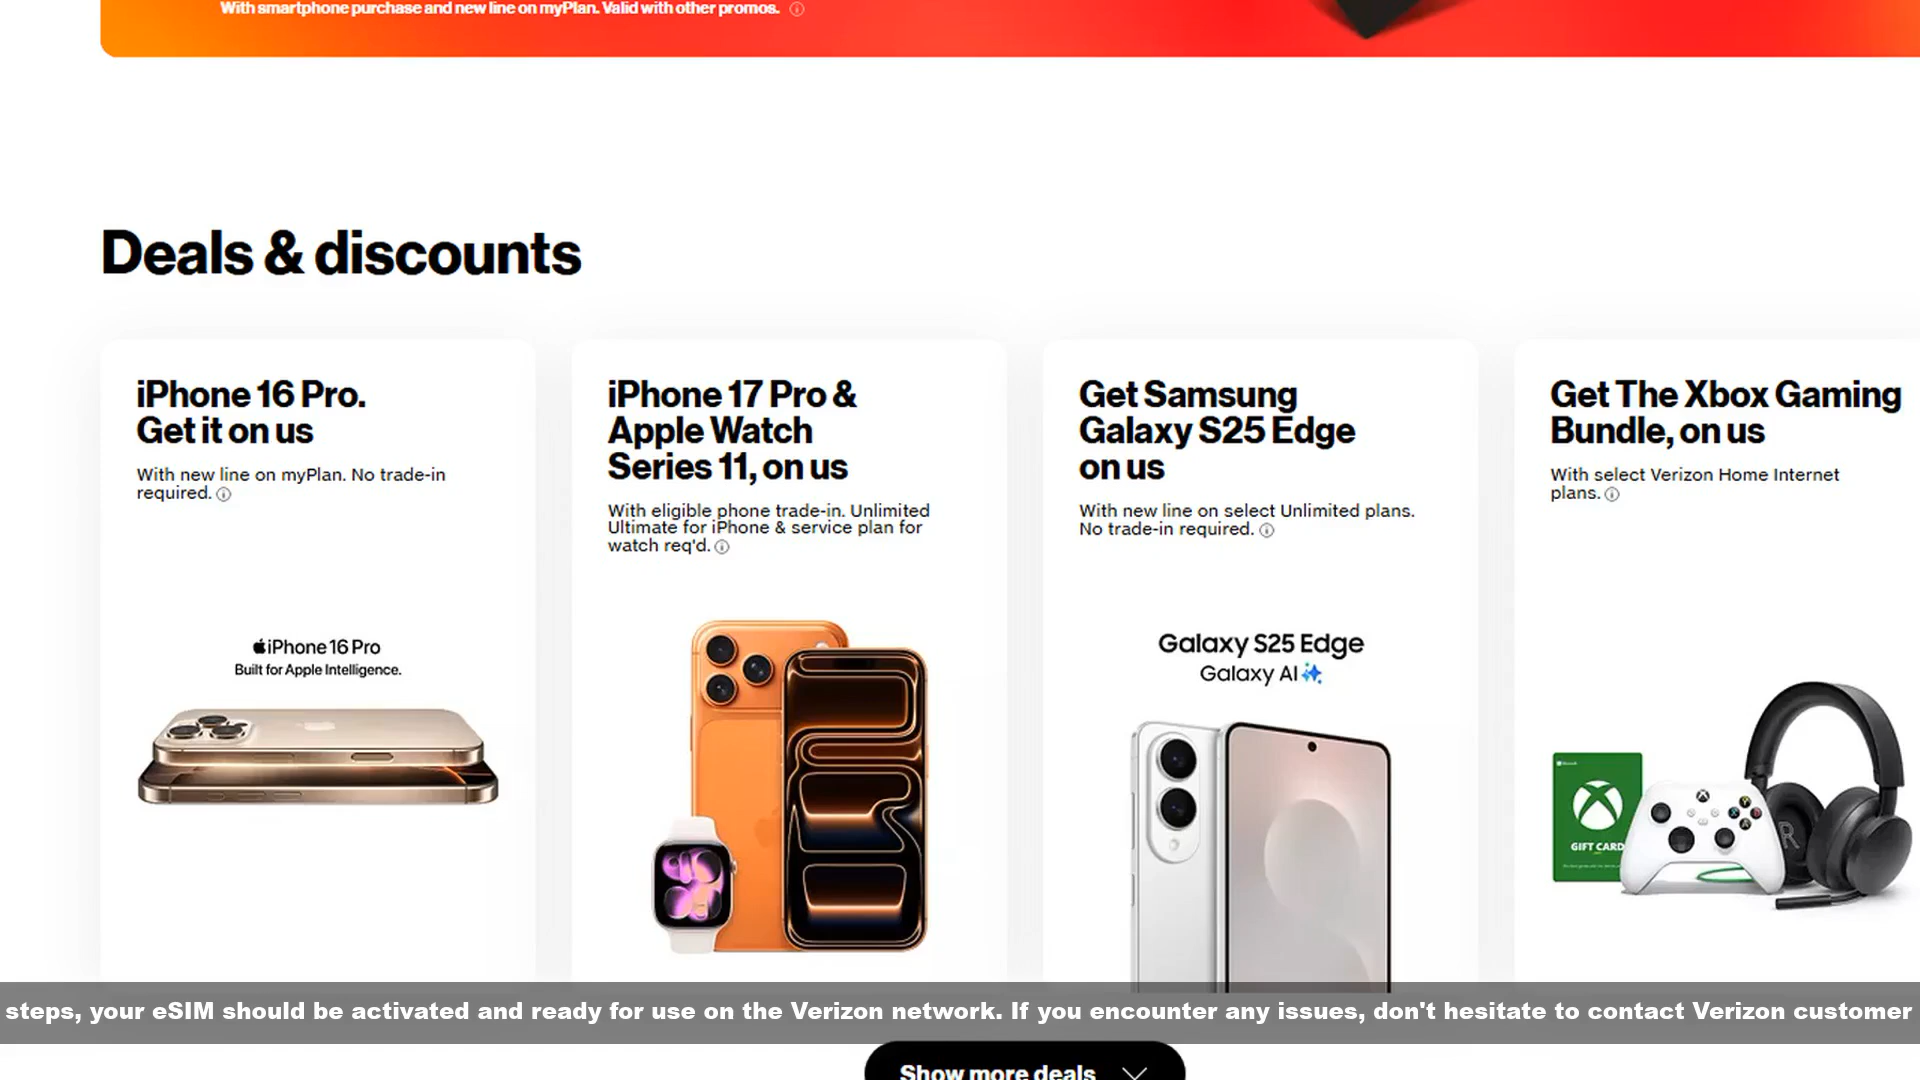 With smartphone purchase and new line on myPlan. Valid with other promos.
Deals & discounts
iPhone 16 Pro.
Get it on us
With new line on myPlan. No trade-in
required.
iPhone 16 Pro
Built for Apple Intelligence.
iPhone 17 Pro &
Apple Watch
Series 11, on us
With eligible phone trade-in. Unlimited
Ultimate for iPhone & service plan for
watch req'd.
Get Samsung
Galaxy S25 Edge
on us
With new line on select Unlimited plans.
No trade-in required.
Galaxy S25 Edge
Galaxy AI
Get The Xbox Gaming
Bundle, on us
With select Verizon Home Internet
plans.
GIFT CARD
steps, your eSIM should be activated and ready for use on the Verizon network. If you encounter any issues, don't hesitate to contact Verizon customer
Show more deals